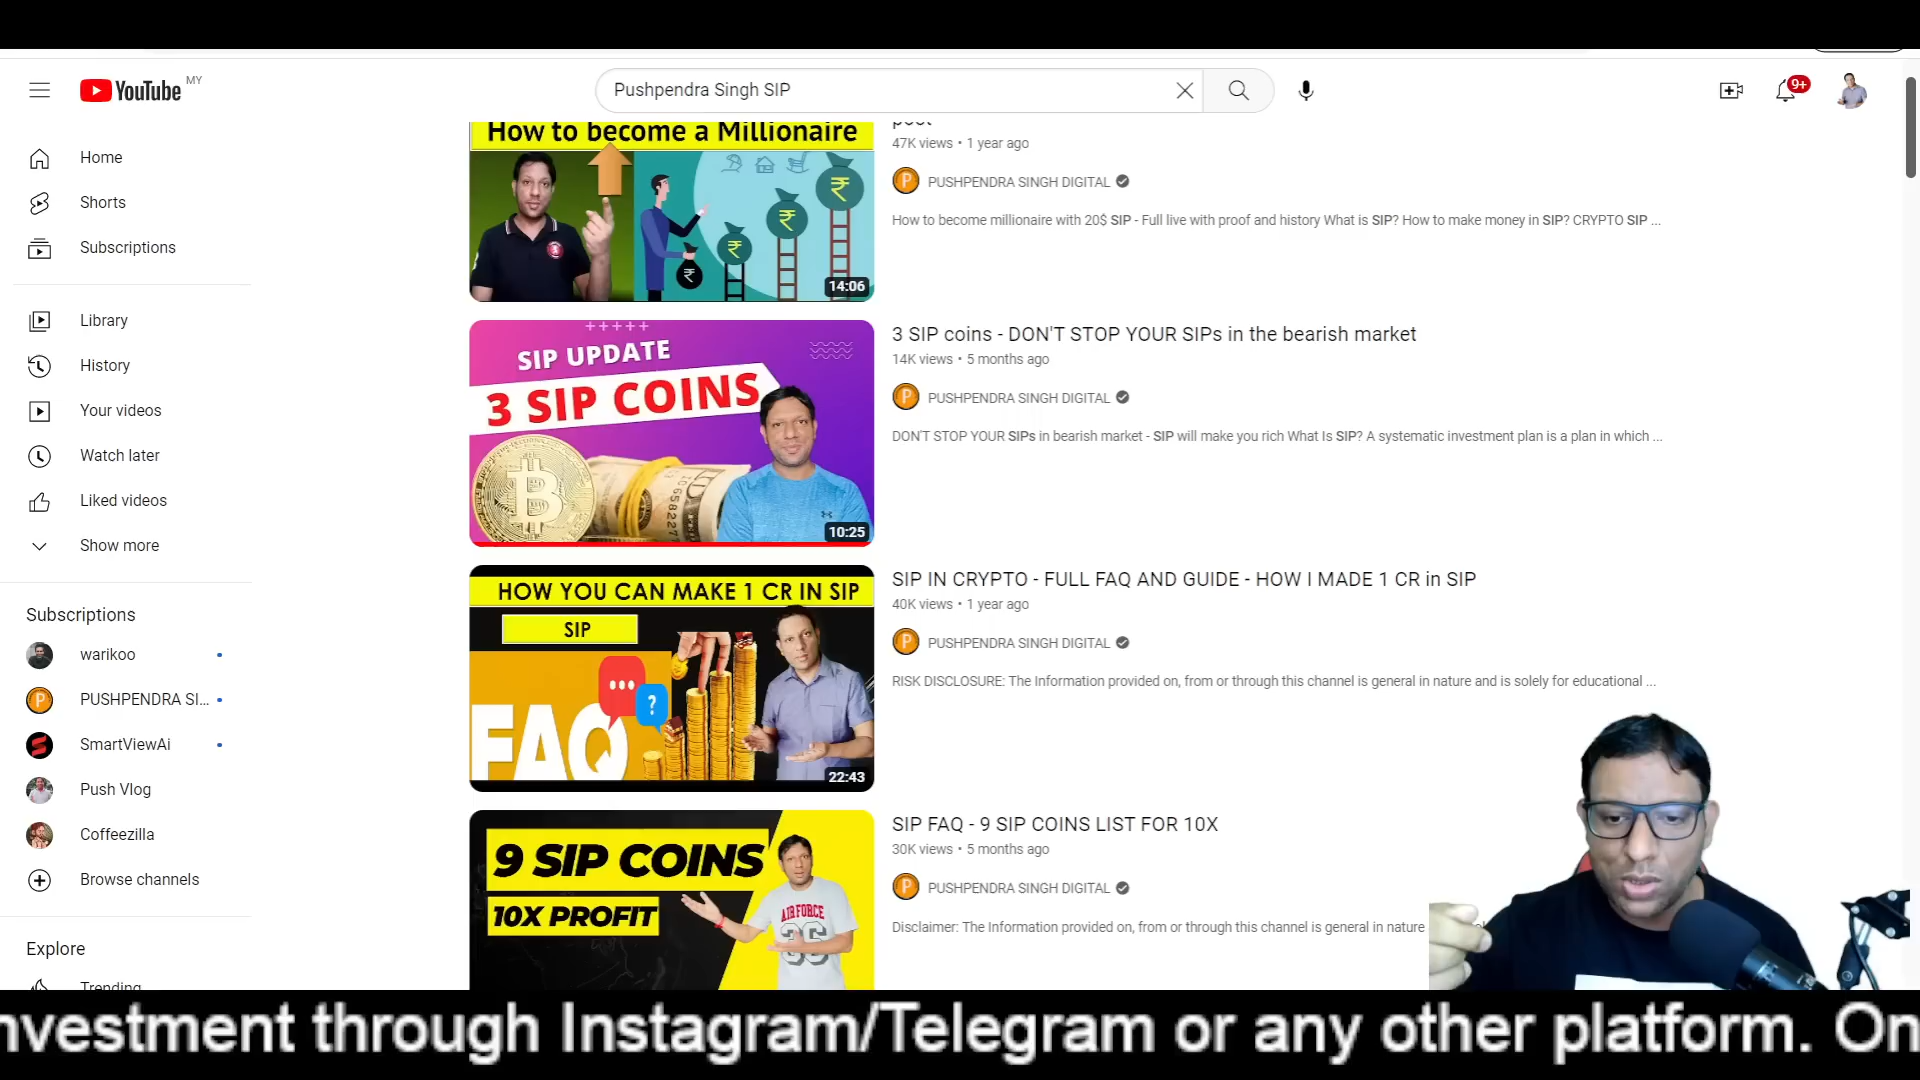 YouTube MY
Pushpendra Singh SIP
9+
Home
Shorts
Subscriptions
Library
History
Your videos
Watch later
Liked videos
Show more
Subscriptions
warikoo
PUSHPENDRA SI...
SmartViewAi
Push Vlog
Coffeezilla
Browse channels
Explore
Trending
How to become a Millionaire
14:06
47K views • 1 year ago
PUSHPENDRA SINGH DIGITAL
How to become millionaire with 20$ SIP - Full live with proof and history What is SIP? How to make money in SIP? CRYPTO SIP ...
SIP UPDATE
3 SIP COINS
10:25
3 SIP coins - DON'T STOP YOUR SIPs in the bearish market
14K views • 5 months ago
PUSHPENDRA SINGH DIGITAL
DON'T STOP YOUR SIPs in bearish market - SIP will make you rich What Is SIP? A systematic investment plan is a plan in which ...
HOW YOU CAN MAKE 1 CR IN SIP
SIP
FAQ
22:43
SIP IN CRYPTO - FULL FAQ AND GUIDE - HOW I MADE 1 CR in SIP
40K views • 1 year ago
PUSHPENDRA SINGH DIGITAL
RISK DISCLOSURE: The Information provided on, from or through this channel is general in nature and is solely for educational ...
9 SIP COINS
10X PROFIT
AIR FORCE
SIP FAQ - 9 SIP COINS LIST FOR 10X
30K views • 5 months ago
PUSHPENDRA SINGH DIGITAL
Disclaimer: The Information provided on, from or through this channel is general in nature
nvestment through Instagram/Telegram or any other platform. On